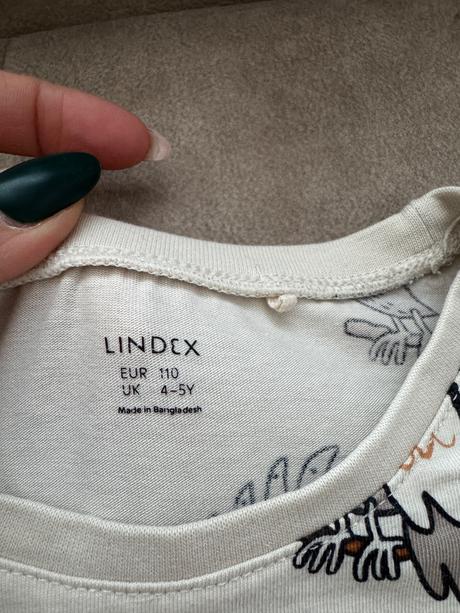 LINDEX
EUR 110
UK 4-5Y
Made in Bangladesh